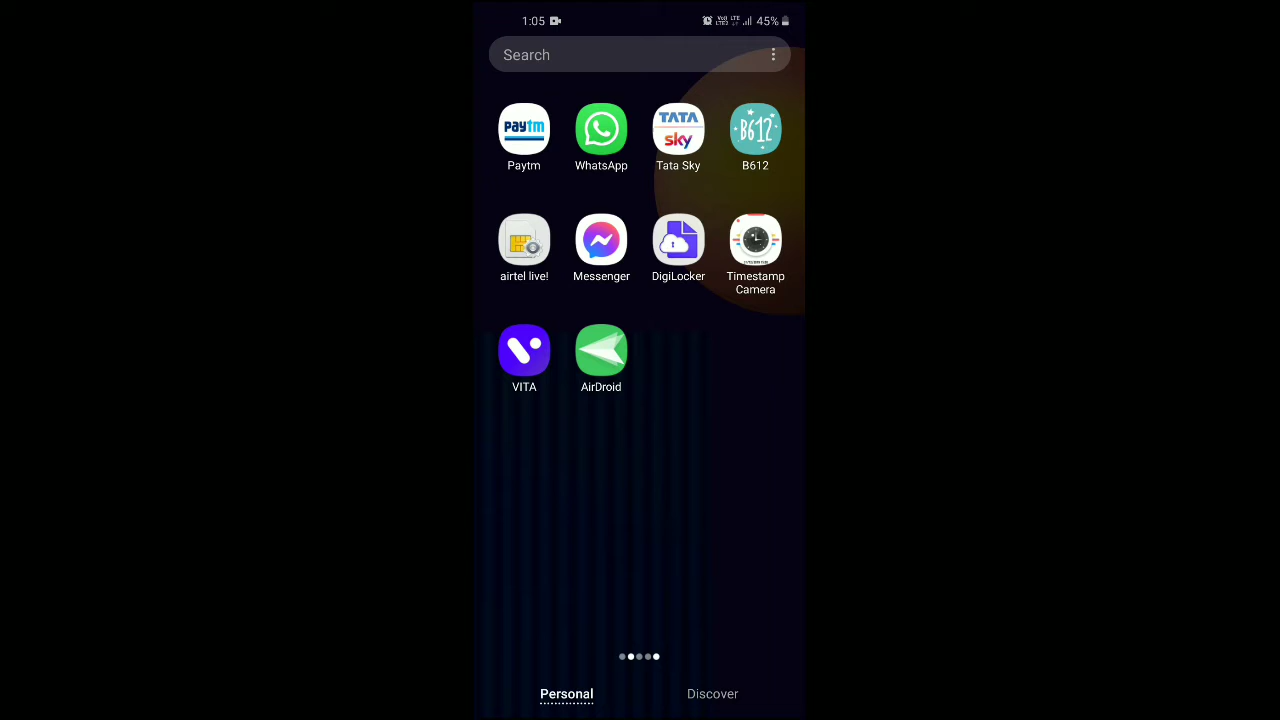 1:05 45%
Search
paytm TATA sky B612
Paytm WhatsApp Tata Sky B612
airtel live! Messenger DigiLocker Timestamp Camera
VITA AirDroid
Personal Discover